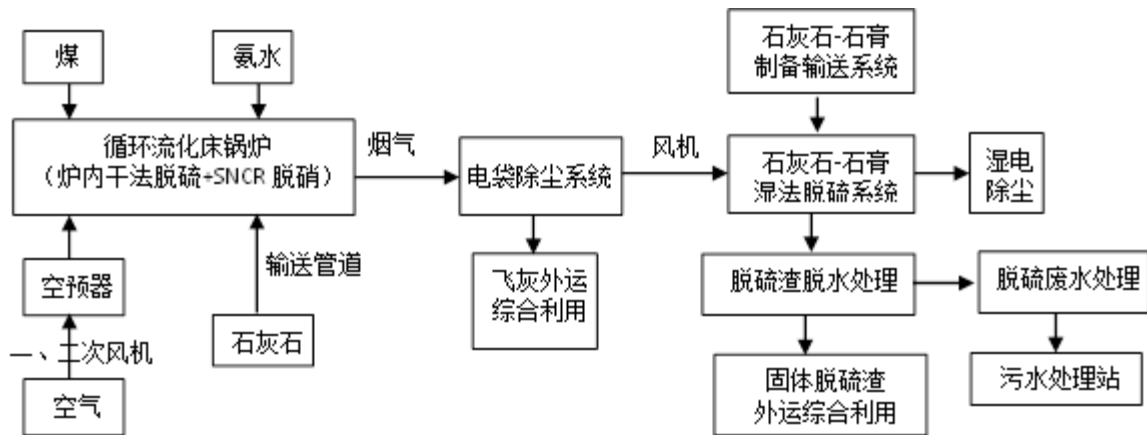 煤
氨水
石灰石-石膏
制备输送系统
循环流化床锅炉
（炉内干法脱硫+SNCR 脱硝）
烟气
电袋除尘系统
风机
石灰石-石膏
湿法脱硫系统
湿电
除尘
空预器
输送管道
飞灰外运
综合利用
脱硫渣脱水处理
脱硫废水处理
石灰石
一、二次风机
空气
固体脱硫渣
外运综合利用
污水处理站